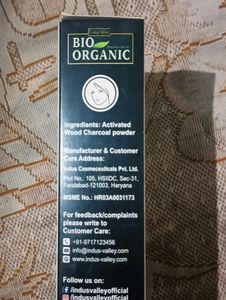 Indus Valley
BIO
ORGANIC
Ingredients: Activated
Wood Charcoal powder
Manufacturer & Customer
Care Address:
Indus Cosmeceuticals Pvt. Ltd.
Plot No.: 105, HSIIDC, Sec-31,
Faridabad-121003, Haryana
MSME No.: HR03A0031173
For feedback/complaints
please write to
Customer Care:
+91-9717123456
info@indus-valley.com
www.indus-valley.com
Follow us on:
@indusvalleyofficial
@indusvalleyofficial